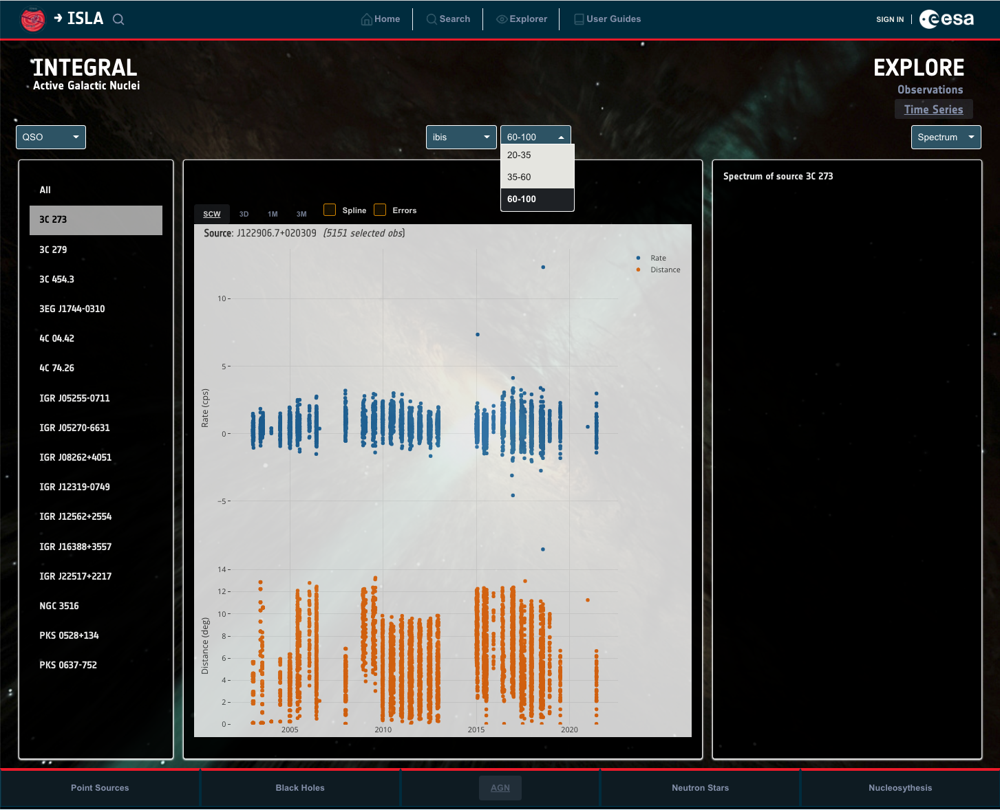 ISLA
Home
Search
Explorer
User Guides
SIGN IN
esa
INTEGRAL
Active Galactic Nuclei
EXPLORE
Observations
Time Series
QSO
ibis
60-100
20-35
35-60
60-100
Spectrum
All
3C 273
3C 279
3C 454.3
3EG J1744-0310
4C 04.42
4C 74.26
IGR J05255-0711
IGR J05270-6631
IGR J08262+4051
IGR J12319-0749
IGR J12562+2554
IGR J16388+3557
IGR J22517+2217
NGC 3516
PKS 0528+134
PKS 0637-752
SCW
3D
1M
3M
Spline
Errors
Source: J122906.7+020309 (5151 selected obs)
Rate
Distance
10
5
0
−5
Rate (cps)
14
12
10
8
6
4
2
0
Distance (deg)
2005
2010
2015
2020
Spectrum of source 3C 273
Point Sources
Black Holes
AGN
Neutron Stars
Nucleosythesis